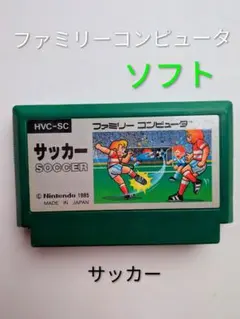 ファミリーコンピュータ
ソフト
HVC-SC
ファミリー コンピュータ
サッカー
SOCCER
© Nintendo 1985
MADE IN JAPAN
サッカー